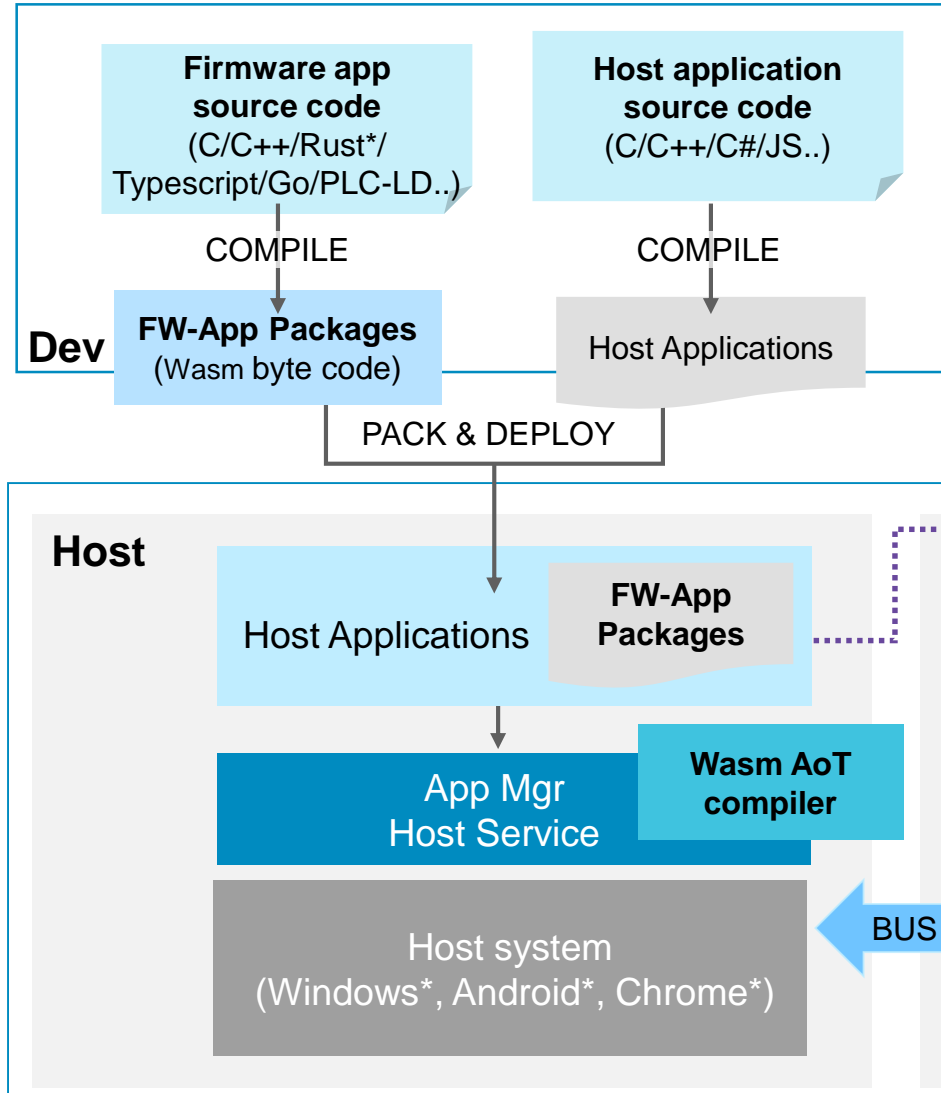 Firmware app
source code
(C/C++/Rust*/
Typescript/Go/PLC-LD..)
Host application
source code
(C/C++/C#/JS..)
COMPILE
COMPILE
Dev
FW-App Packages
(Wasm byte code)
Host Applications
PACK & DEPLOY
Host
Host Applications
FW-App
Packages
App Mgr
Host Service
Wasm AoT
compiler
Host system
(Windows*, Android*, Chrome*)
BUS